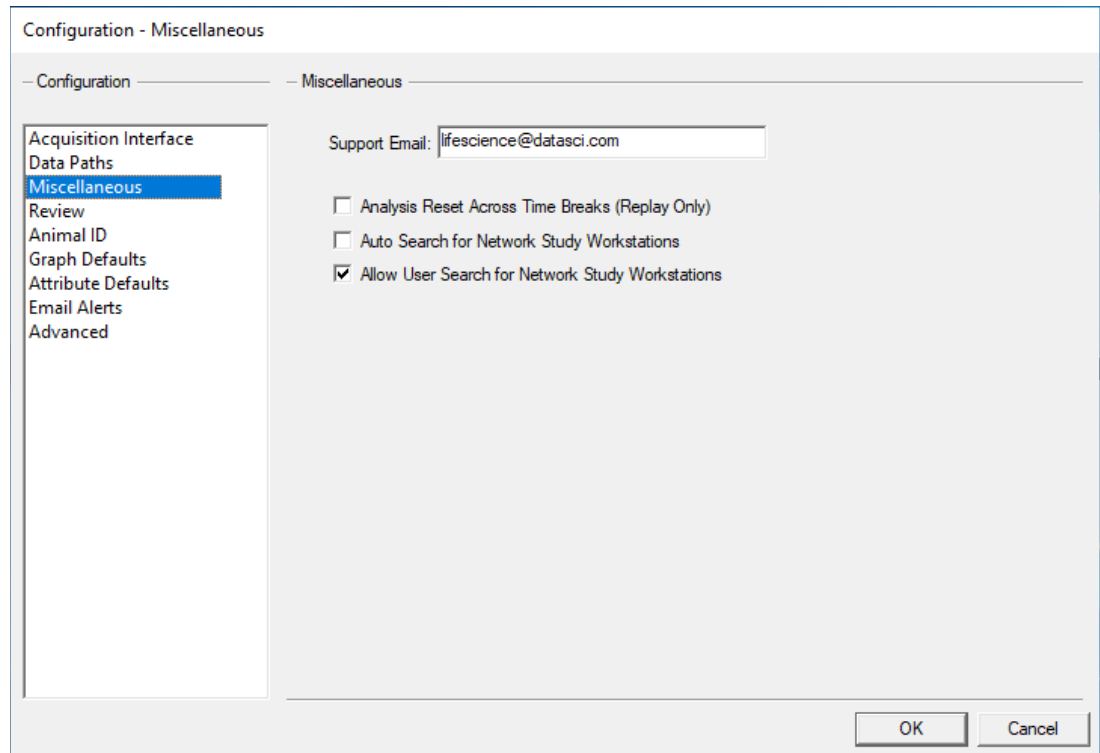 Configuration - Miscellaneous
Configuration
Acquisition Interface
Data Paths
Miscellaneous
Review
Animal ID
Graph Defaults
Attribute Defaults
Email Alerts
Advanced
Miscellaneous
Support Email: lifescience@datasci.com
Analysis Reset Across Time Breaks (Replay Only)
Auto Search for Network Study Workstations
Allow User Search for Network Study Workstations
OK Cancel